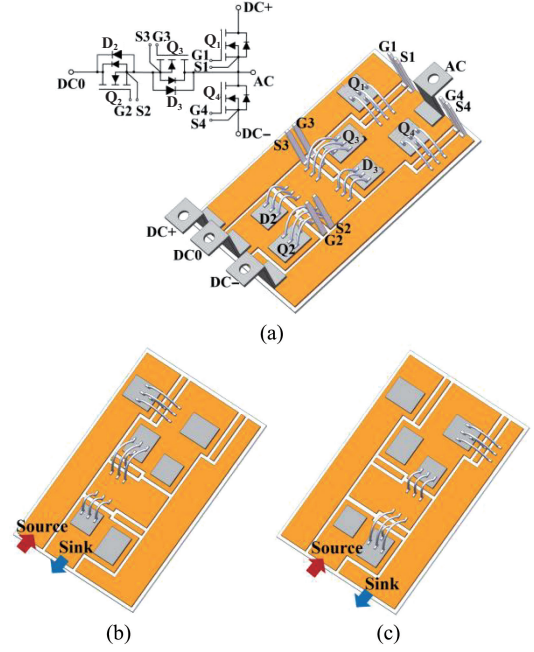 DC+
D2
S3 G3
Q3
Q1
G1
S1
DC0
AC
Q2
G2 S2
D3
G4
S4
Q4
DC−
G1
S1
AC
Q1
G4
S4
G3
S3
Q3
Q4
D3
D2
S2
G2
Q2
DC+
DC0
DC−
(a)
Source
Sink
(b)
Source
Sink
(c)